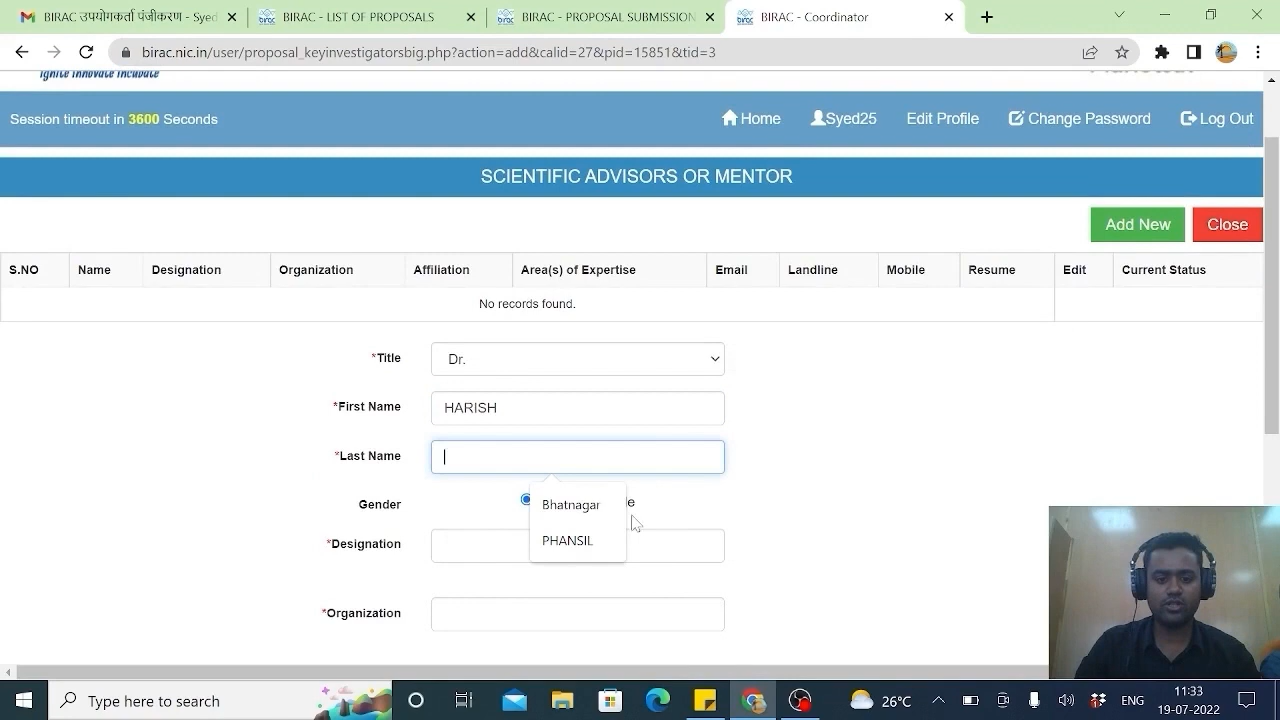 BIRAC उपयोगकर्ता पंजीकरण - Syed
BIRAC - LIST OF PROPOSALS
BIRAC - PROPOSAL SUBMISSION
BIRAC - Coordinator
birac.nic.in/user/proposal_keyinvestigatorsbig.php?action=add&calid=27&pid=15851&tid=3
Ignite Innovate Incubate
Session timeout in 3600 Seconds
Home
Syed25
Edit Profile
Change Password
Log Out
SCIENTIFIC ADVISORS OR MENTOR
Add New
Close
S.NO Name Designation Organization Affiliation Area(s) of Expertise Email Landline Mobile Resume Edit Current Status
No records found.
*Title Dr.
*First Name HARISH
*Last Name
Gender
Bhatnagar
PHANSIL
*Designation
*Organization
Type here to search
26°C
ENG
11:33
19-07-2022